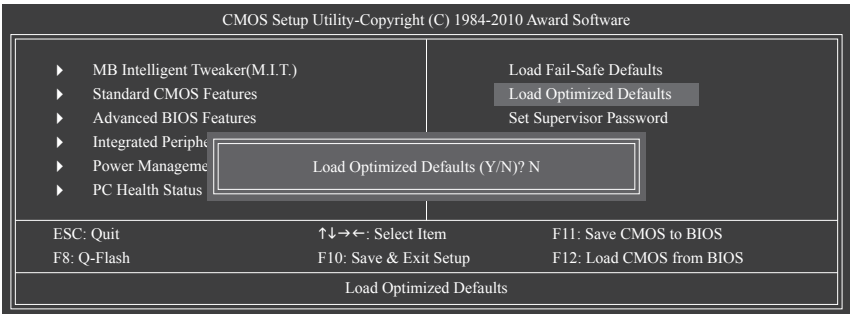 CMOS Setup Utility-Copyright (C) 1984-2010 Award Software
MB Intelligent Tweaker(M.I.T.)
Standard CMOS Features
Advanced BIOS Features
Integrated Periphe
Power Manageme
PC Health Status
Load Fail-Safe Defaults
Load Optimized Defaults
Set Supervisor Password
Load Optimized Defaults (Y/N)? N
ESC: Quit ↑↓→←: Select Item F11: Save CMOS to BIOS
F8: Q-Flash F10: Save & Exit Setup F12: Load CMOS from BIOS
Load Optimized Defaults